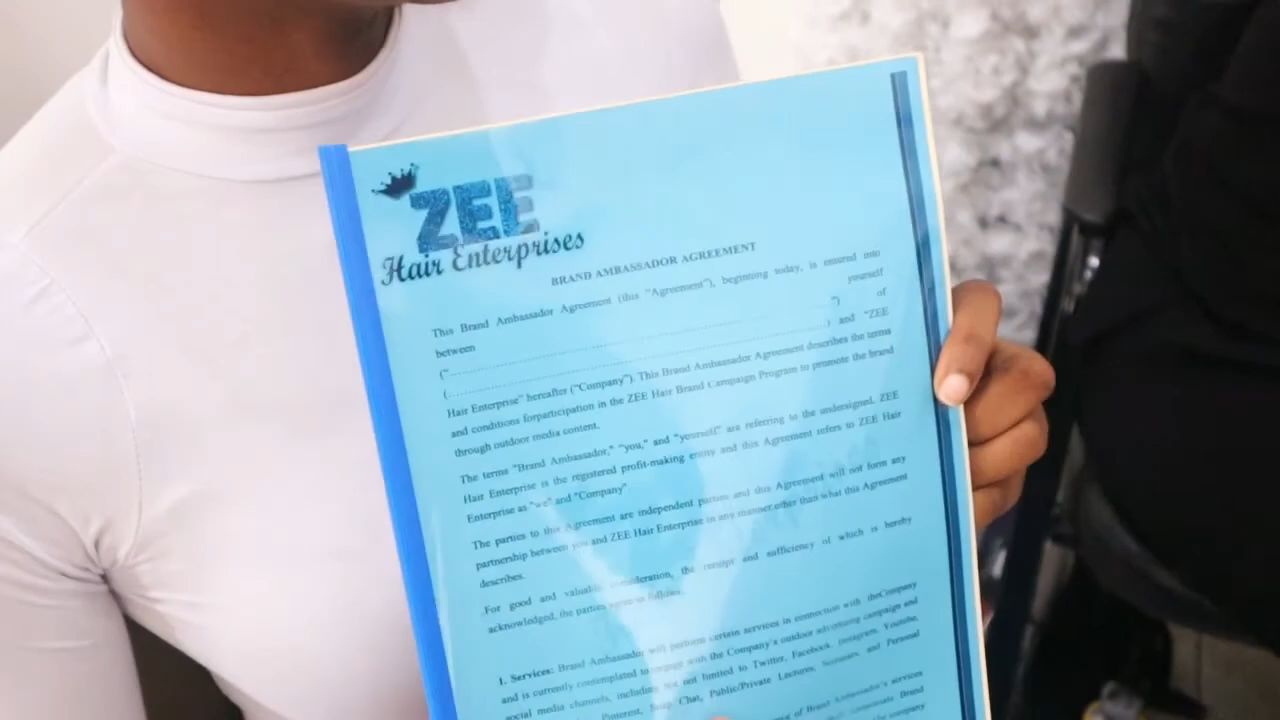 ZEE
Hair Enterprises
BRAND AMBASSADOR AGREEMENT
This Brand Ambassador Agreement (this "Agreement"), beginning today, is entered into
between yourself
("........................................................") of
(........................................................) and "ZEE
Hair Enterprise" hereafter ("Company"). This Brand Ambassador Agreement describes the terms
and conditions forparticipation in the ZEE Hair Brand Campaign Program to promote the brand
through outdoor media content.
The terms "Brand Ambassador," "you," and "yourself" are referring to the undersigned. ZEE
Hair Enterprise is the registered profit-making entity and this Agreement refers to ZEE Hair
Enterprise as "we" and "Company"
The parties to this Agreement are independent parties and this Agreement will not form any
partnership between you and ZEE Hair Enterprise in any manner other than what this Agreement
describes.
For good and valuable consideration, the receipt and sufficiency of which is hereby
acknowledged, the parties agree as follows.
1. Services: Brand Ambassador will perform certain services in connection with theCompany
and is currently contemplated to engage with the Company's outdoor advertising campaign and
social media channels, including but not limited to Twitter, Facebook, Instagram, Youtube,
Pinterest, Snap Chat, Public/Private Lectures, Seminars, and Personal
of Brand Ambassador's services
Brand
the company